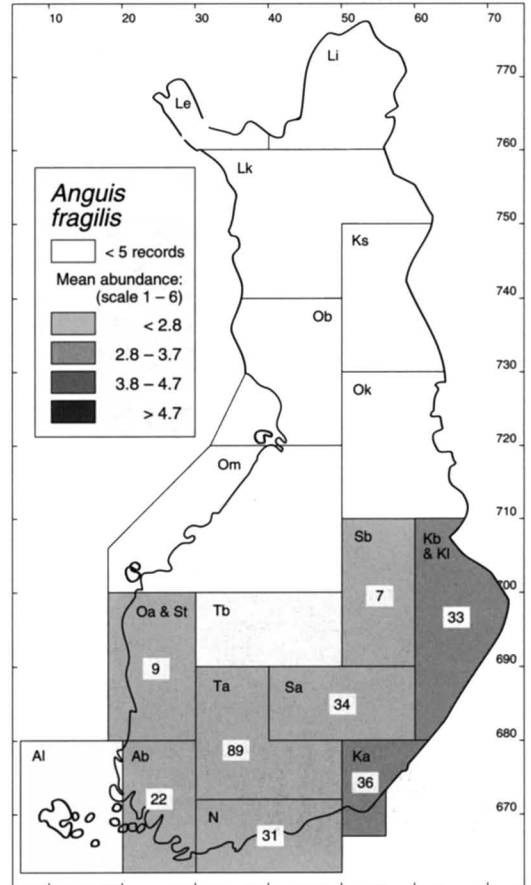 10 20 30 40 50 60 70
Li
770
Le
760
Lk
Anguis
fragilis
< 5 records
Mean abundance:
(scale 1 – 6)
< 2.8
2.8 – 3.7
3.8 – 4.7
> 4.7
750
Ks
740
Ob
730
Ok
720
Om
710
Sb
Kb
& Kl
700
7
33
Oa & St
Tb
9
690
Ta
Sa
34
680
Al
Ab
89
Ka
36
22
670
N
31